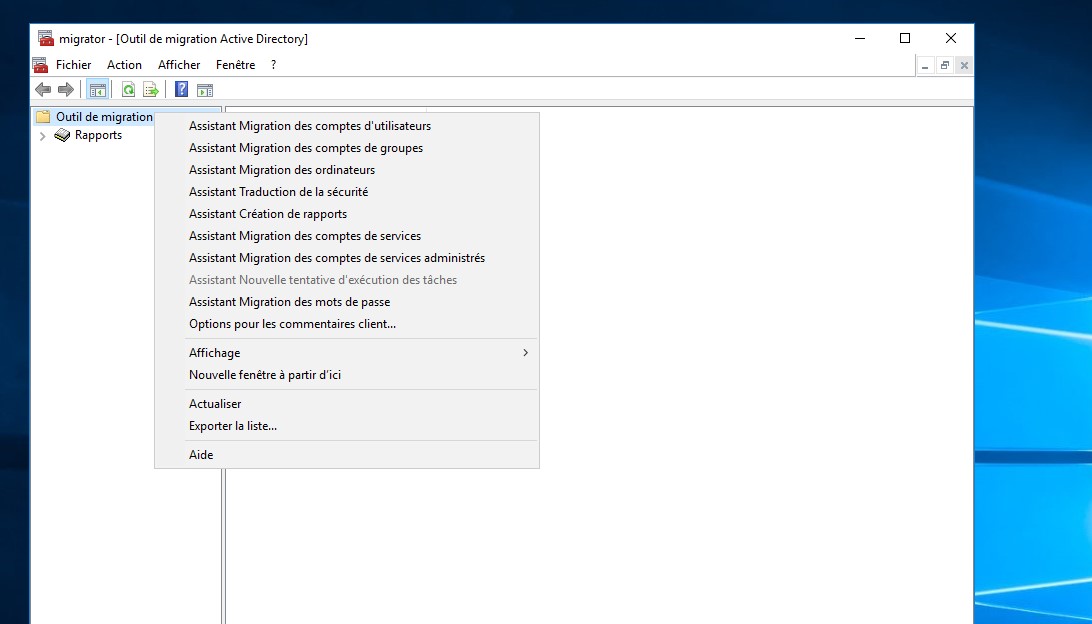 migrator - [Outil de migration Active Directory]
Fichier Action Afficher Fenêtre ?
Outil de migration
Rapports
Assistant Migration des comptes d'utilisateurs
Assistant Migration des comptes de groupes
Assistant Migration des ordinateurs
Assistant Traduction de la sécurité
Assistant Création de rapports
Assistant Migration des comptes de services
Assistant Migration des comptes de services administrés
Assistant Nouvelle tentative d'exécution des tâches
Assistant Migration des mots de passe
Options pour les commentaires client...
Affichage
Nouvelle fenêtre à partir d’ici
Actualiser
Exporter la liste...
Aide